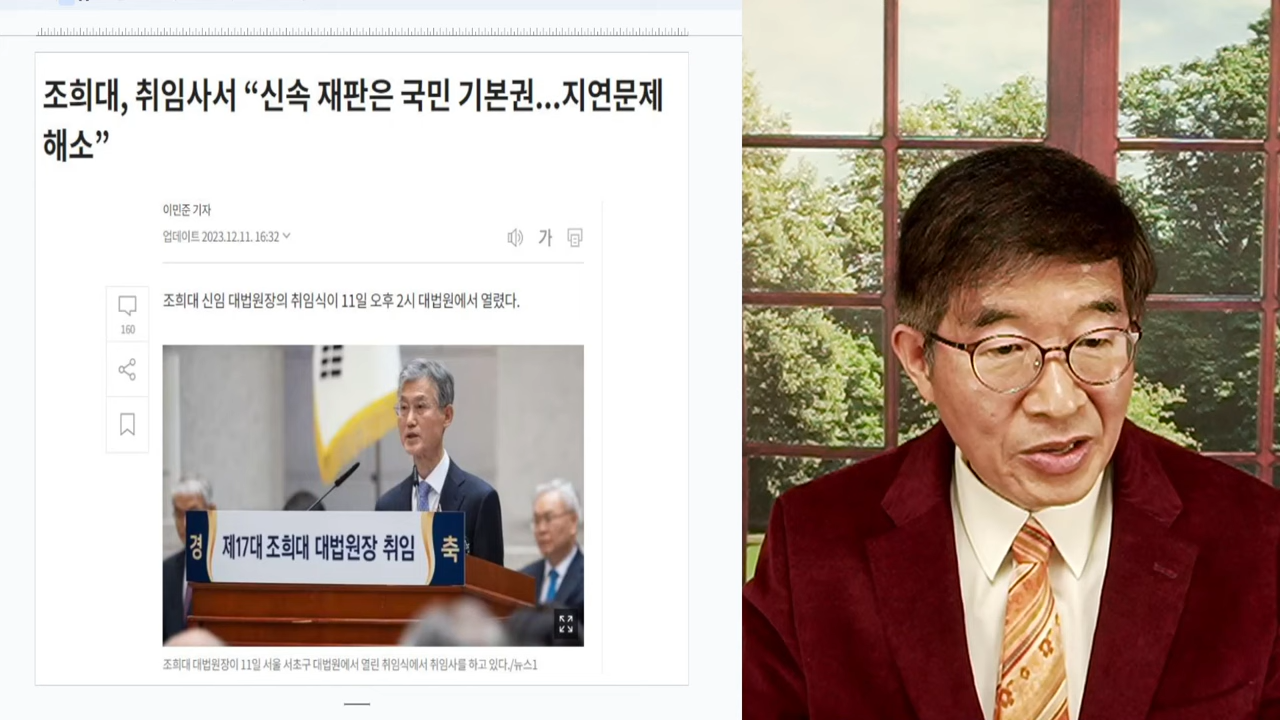 조희대, 취임사서 “신속 재판은 국민 기본권...지연문제
해소”
이민준 기자
업데이트 2023.12.11. 16:32
가
160
조희대 신임 대법원장의 취임식이 11일 오후 2시 대법원에서 열렸다.
경 제17대 조희대 대법원장 취임 축
조희대 대법원장이 11일 서울 서초구 대법원에서 열린 취임식에서 취임사를 하고 있다./뉴스1